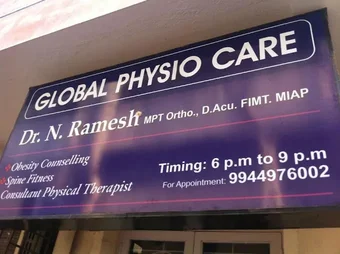 GLOBAL PHYSIO CARE
Dr. N. Ramesh MPT Ortho., D.Acu. FIMT. MIAP
Obesity Counselling
Spine Fitness
Consultant Physical Therapist
Timing: 6 p.m to 9 p.m
For Appointment: 9944976002